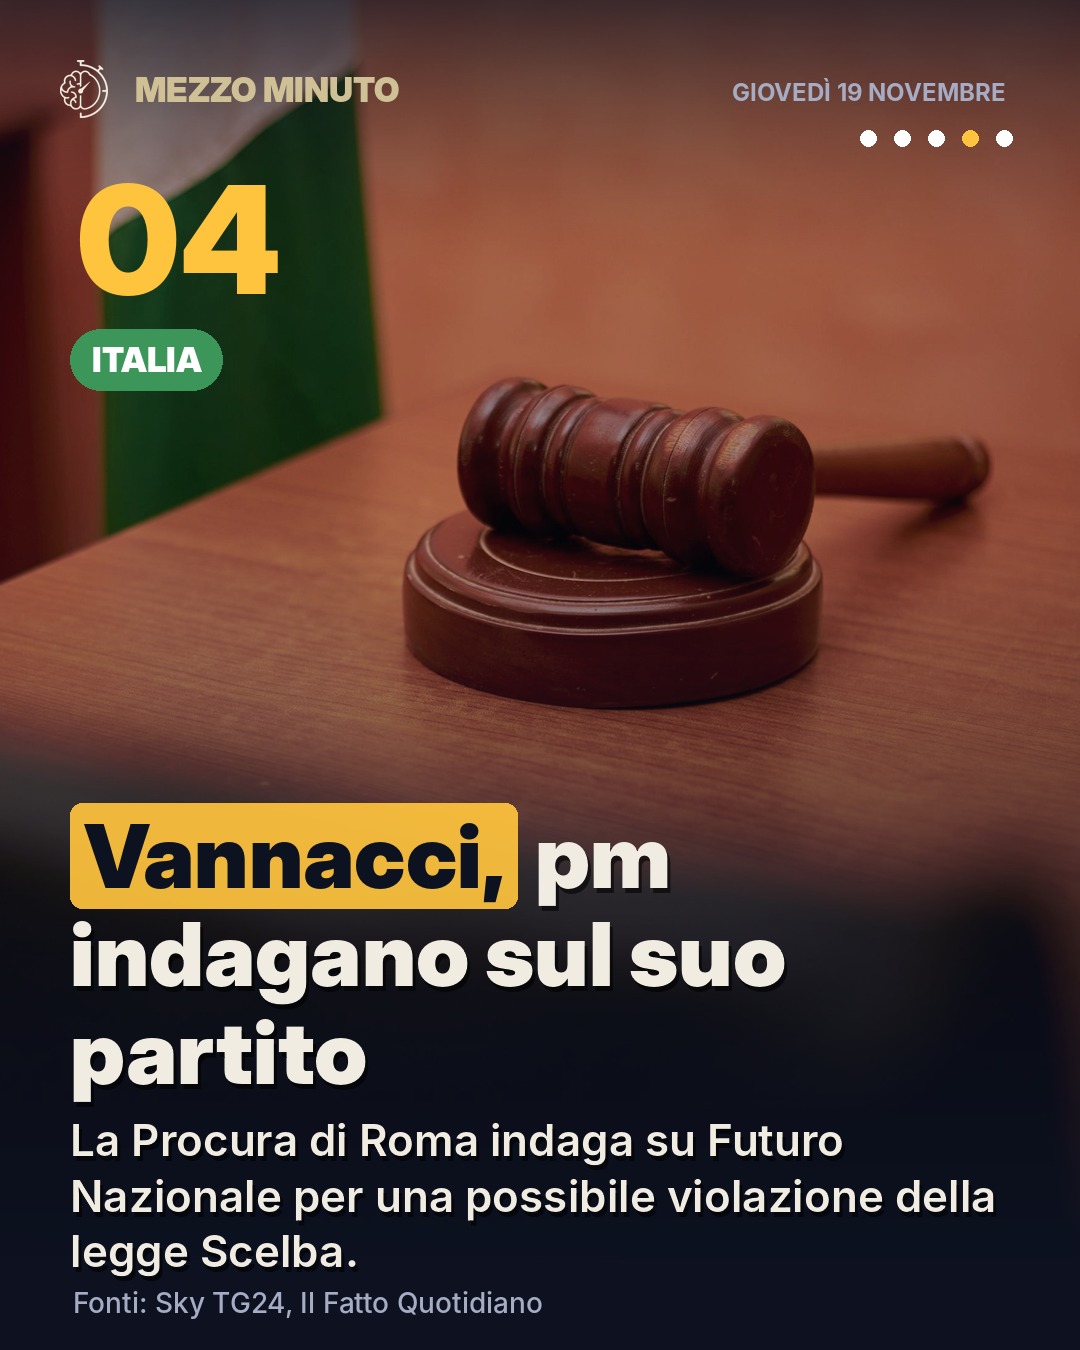 MEZZO MINUTO
GIOVEDÌ 19 NOVEMBRE
04
ITALIA
Vannacci, pm
indagano sul suo
partito
La Procura di Roma indaga su Futuro
Nazionale per una possibile violazione della
legge Scelba.
Fonti: Sky TG24, Il Fatto Quotidiano